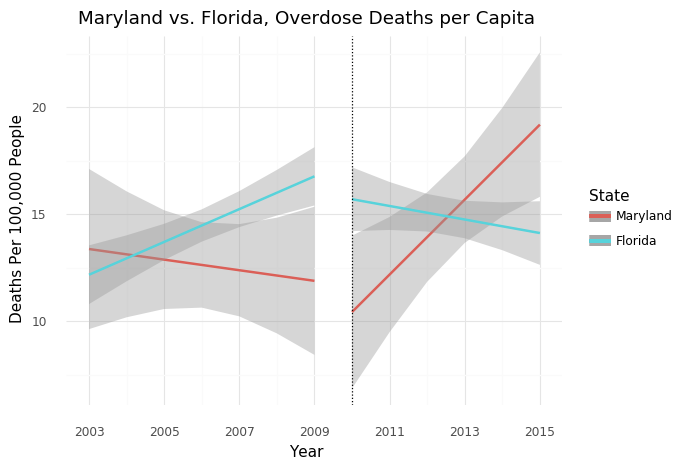 Maryland vs. Florida, Overdose Deaths per Capita
Deaths Per 100,000 People
20
15
10
2003
2005
2007
2009
2011
2013
2015
Year
State
Maryland
Florida